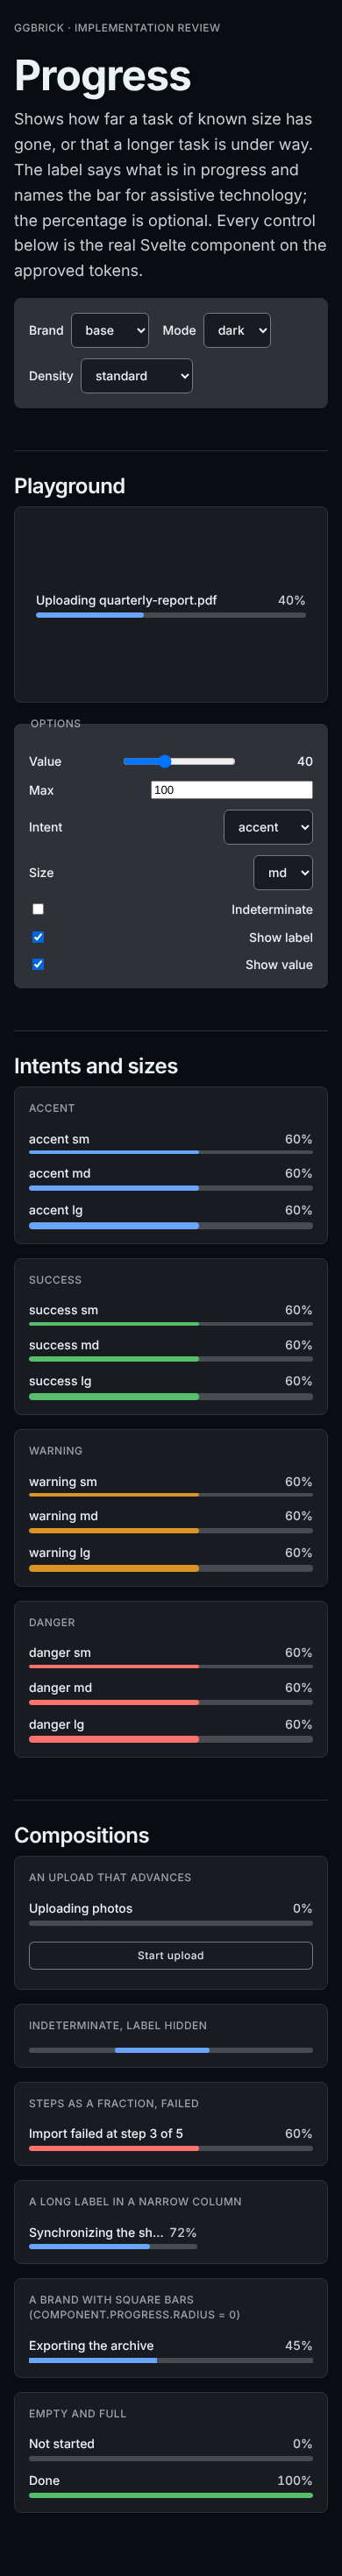 GGBRICK · IMPLEMENTATION REVIEW
Progress
Shows how far a task of known size has
gone, or that a longer task is under way.
The label says what is in progress and
names the bar for assistive technology;
the percentage is optional. Every control
below is the real Svelte component on the
approved tokens.
Brand base Mode dark
Density standard
Playground
Uploading quarterly-report.pdf 40%
OPTIONS
Value 40
Max 100
Intent accent
Size md
Indeterminate
Show label
Show value
Intents and sizes
ACCENT
accent sm 60%
accent md 60%
accent lg 60%
SUCCESS
success sm 60%
success md 60%
success lg 60%
WARNING
warning sm 60%
warning md 60%
warning lg 60%
DANGER
danger sm 60%
danger md 60%
danger lg 60%
Compositions
AN UPLOAD THAT ADVANCES
Uploading photos 0%
Start upload
INDETERMINATE, LABEL HIDDEN
STEPS AS A FRACTION, FAILED
Import failed at step 3 of 5 60%
A LONG LABEL IN A NARROW COLUMN
Synchronizing the sh... 72%
A BRAND WITH SQUARE BARS
(COMPONENT.PROGRESS.RADIUS = 0)
Exporting the archive 45%
EMPTY AND FULL
Not started 0%
Done 100%